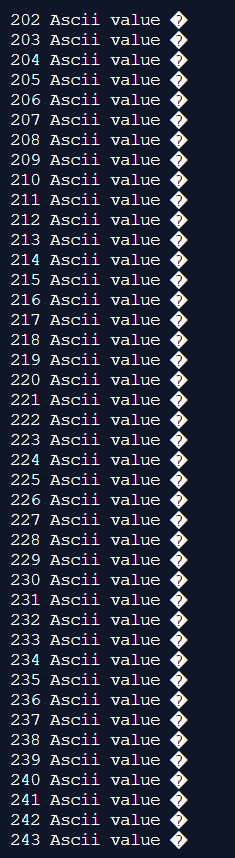 202 Ascii value �
203 Ascii value �
204 Ascii value �
205 Ascii value �
206 Ascii value �
207 Ascii value �
208 Ascii value �
209 Ascii value �
210 Ascii value �
211 Ascii value �
212 Ascii value �
213 Ascii value �
214 Ascii value �
215 Ascii value �
216 Ascii value �
217 Ascii value �
218 Ascii value �
219 Ascii value �
220 Ascii value �
221 Ascii value �
222 Ascii value �
223 Ascii value �
224 Ascii value �
225 Ascii value �
226 Ascii value �
227 Ascii value �
228 Ascii value �
229 Ascii value �
230 Ascii value �
231 Ascii value �
232 Ascii value �
233 Ascii value �
234 Ascii value �
235 Ascii value �
236 Ascii value �
237 Ascii value �
238 Ascii value �
239 Ascii value �
240 Ascii value �
241 Ascii value �
242 Ascii value �
243 Ascii value �